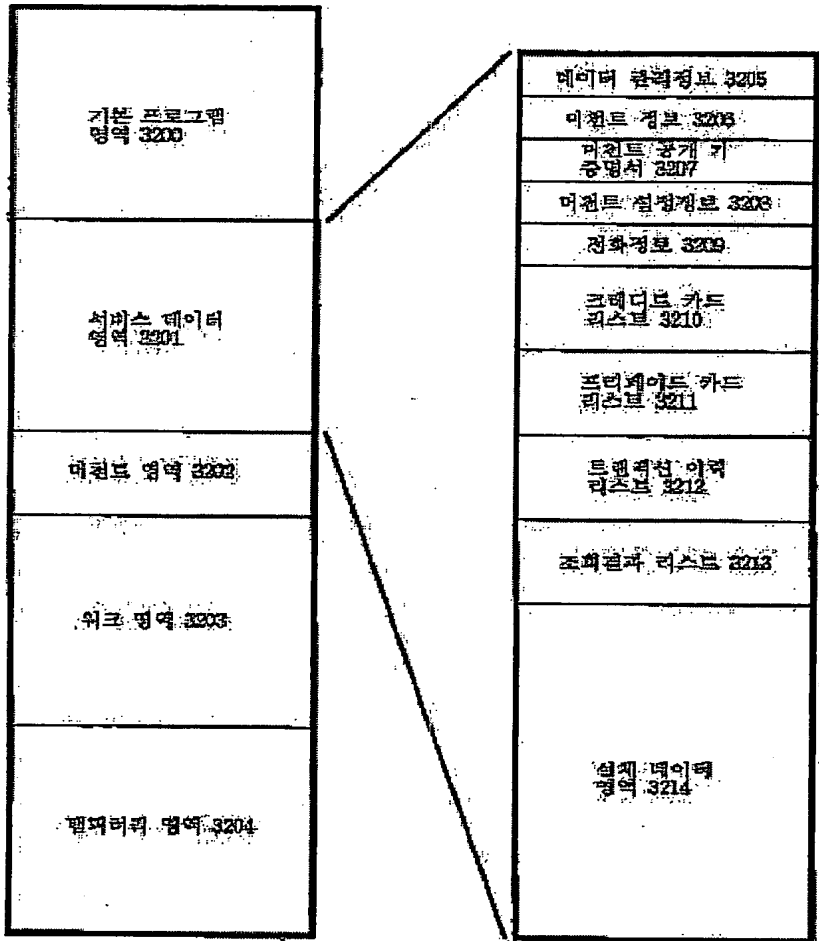 기본 프로그램
영역 3200
서비스 데이터
영역 3201
머천트 영역 3202
워크 영역 3203
템퍼러리 영역 3204
데이터 관리정보 3205
머천트 정보 3206
머천트 공개 키
증명서 3207
머천트 설정정보 3208
전화정보 3209
크레디트 카드
리스트 3210
프리페이드 카드
리스트 3211
트랜잭션 이력
리스트 3212
조회결과 리스트 3213
실체 데이터
영역 3214